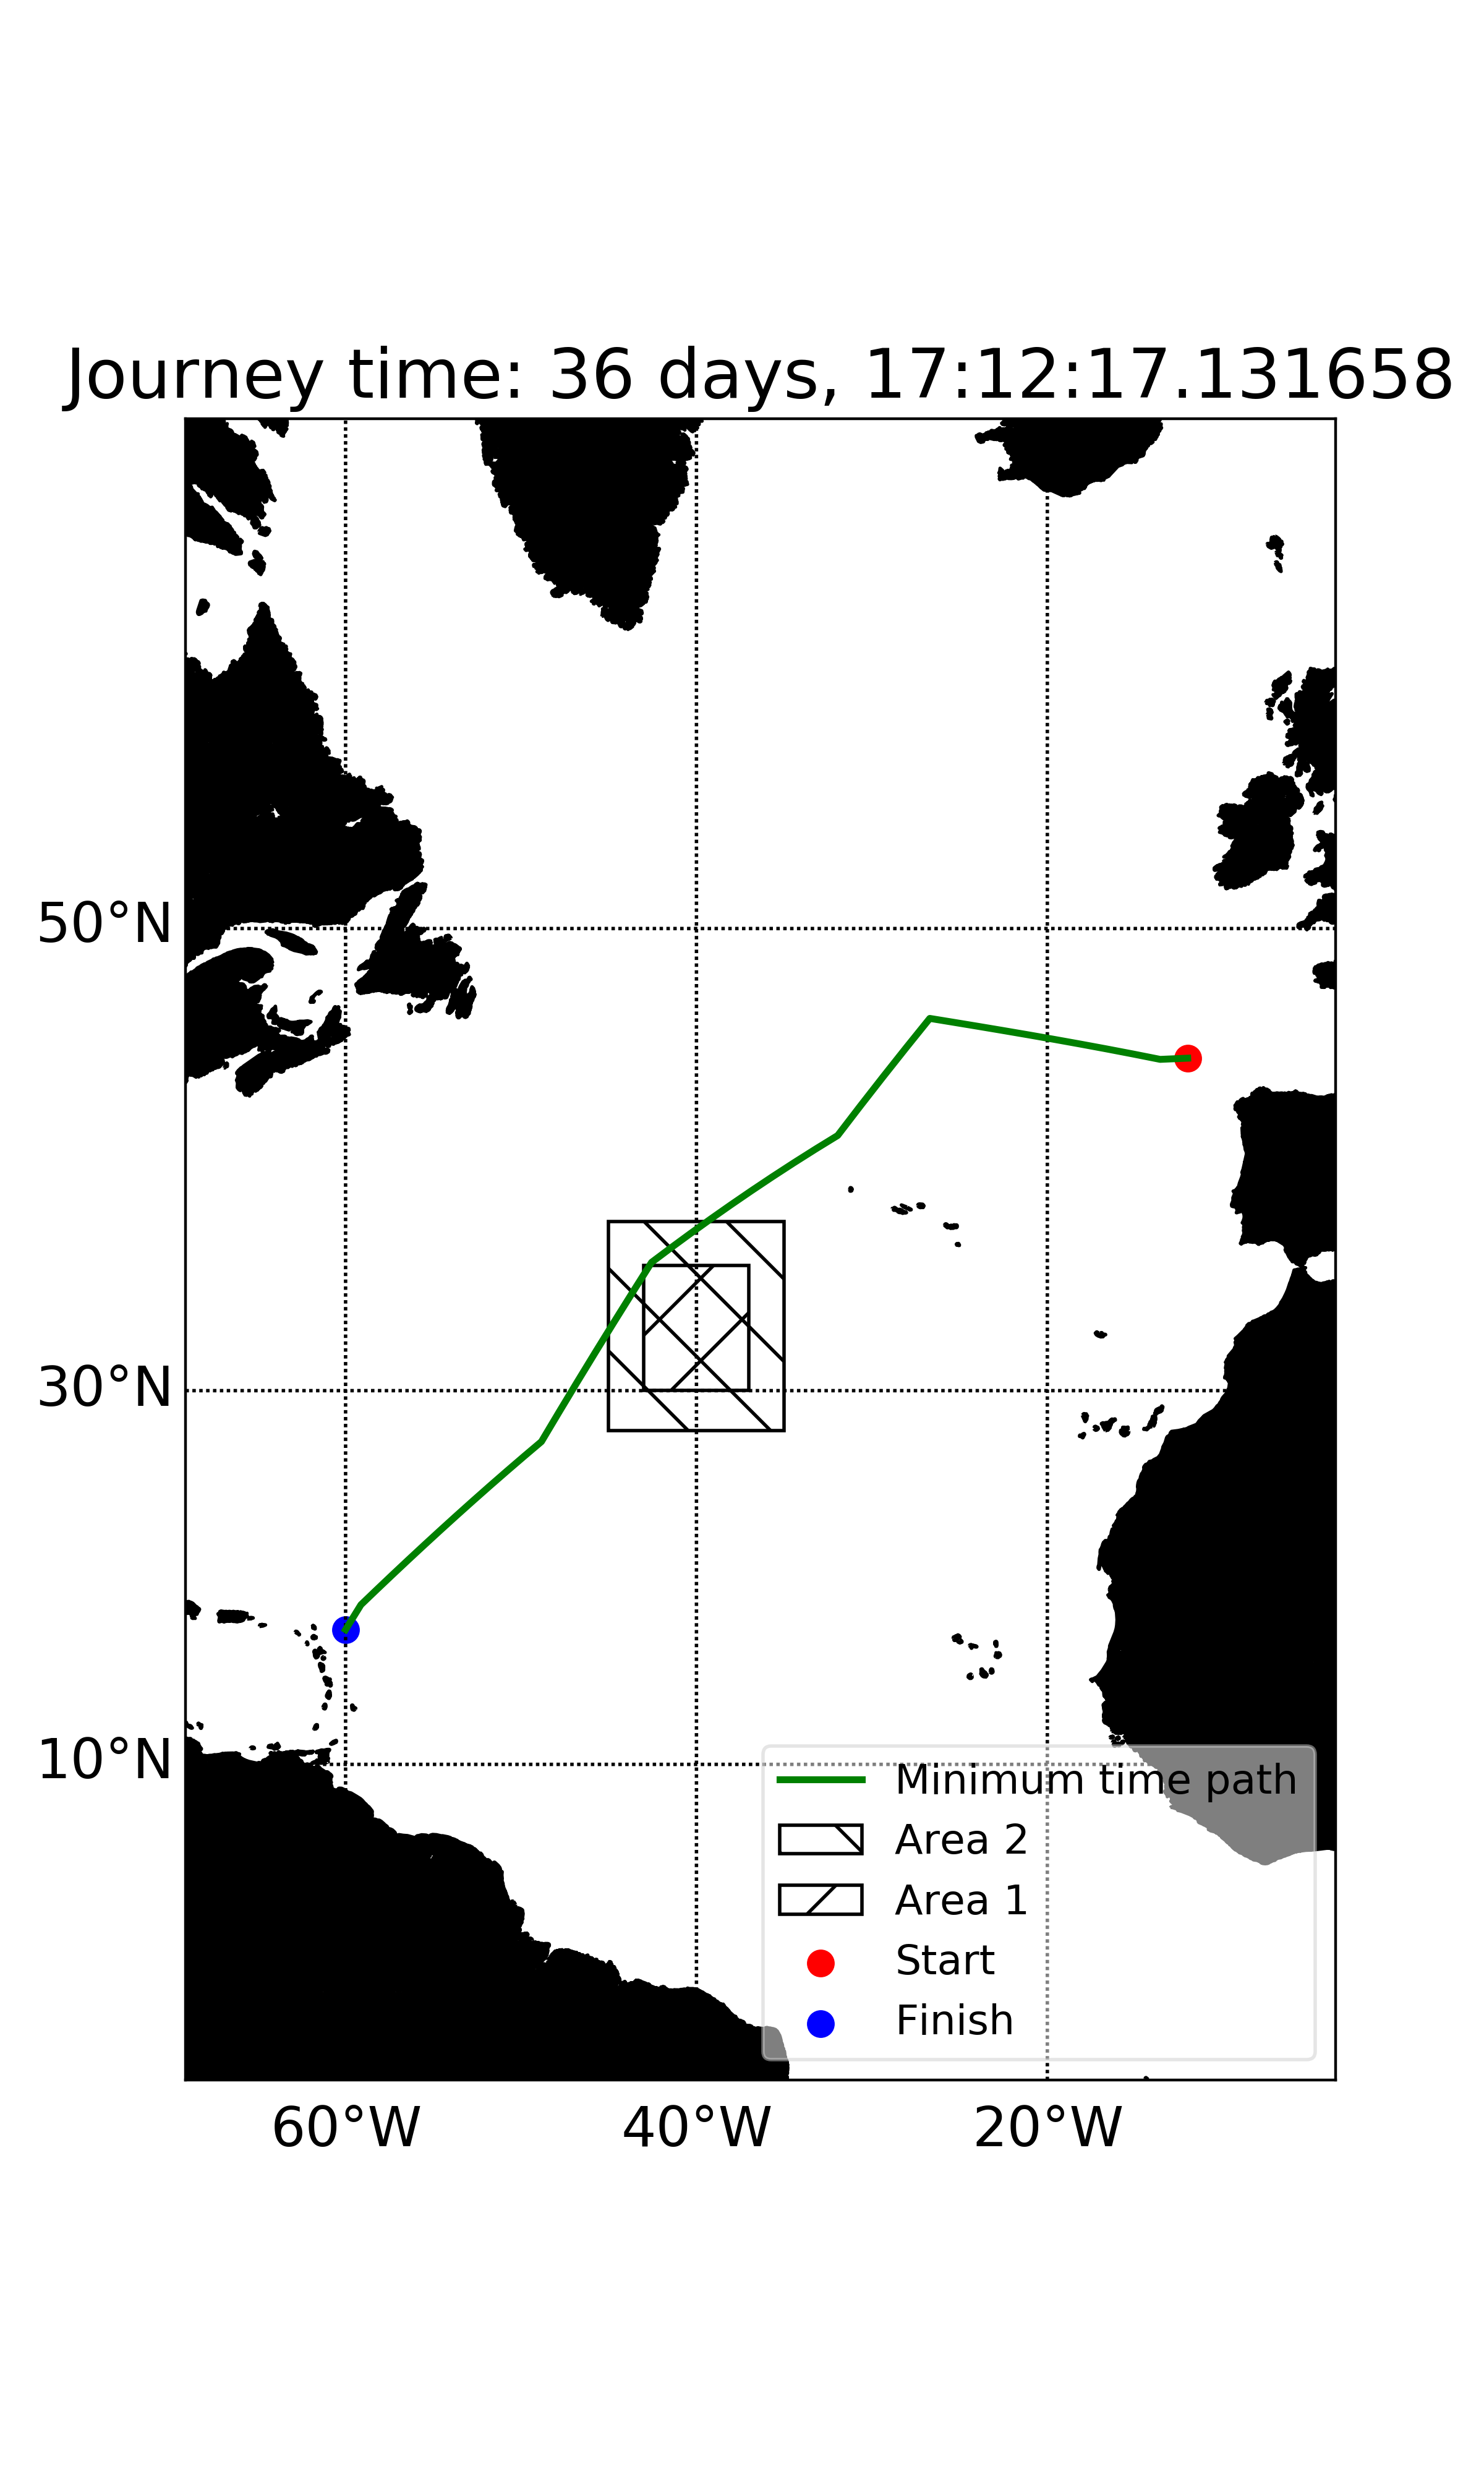 Journey time: 36 days, 17:12:17.131658
50°N
30°N
10°N
Minimum time path
Area 2
Area 1
Start
Finish
60°W
40°W
20°W